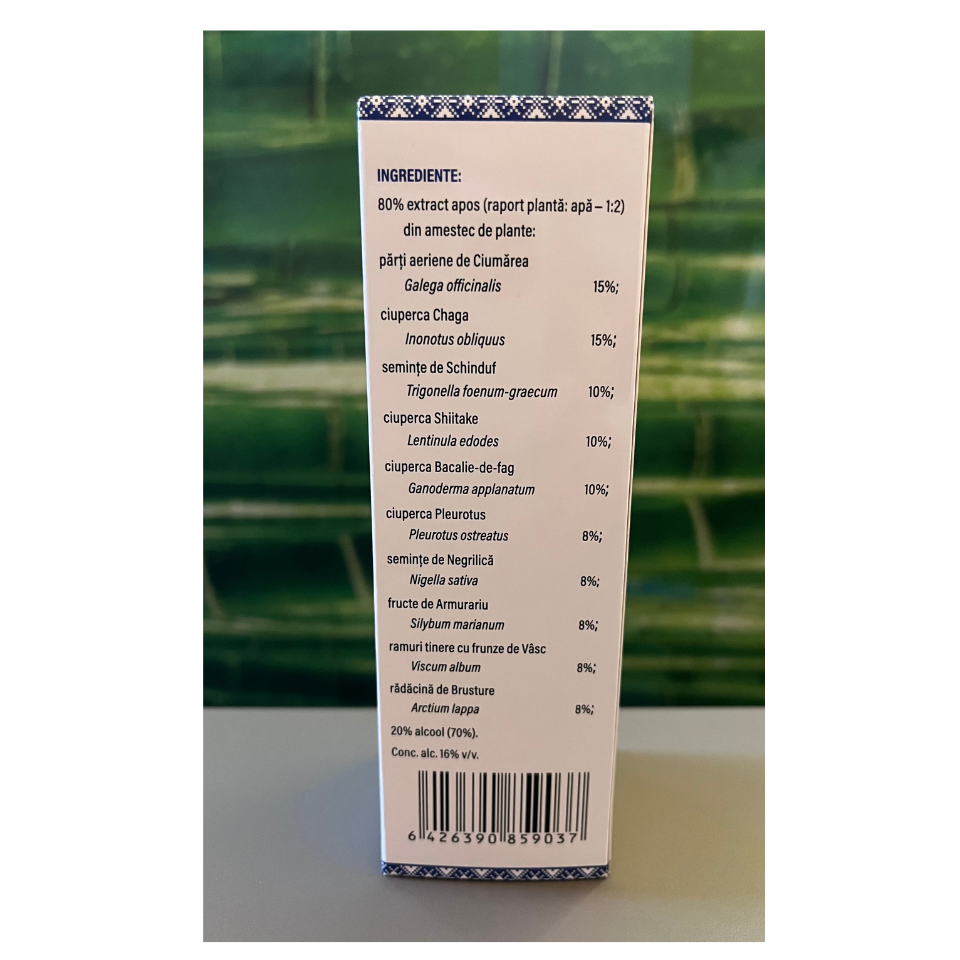 INGREDIENTE:
80% extract apos (raport plantă: apă – 1:2)
din amestec de plante:
părți aeriene de Ciumărea
Galega officinalis 15%;
ciuperca Chaga
Inonotus obliquus 15%;
semințe de Schinduf
Trigonella foenum-graecum 10%;
ciuperca Shiitake
Lentinula edodes 10%;
ciuperca Bacalie-de-fag
Ganoderma applanatum 10%;
ciuperca Pleurotus
Pleurotus ostreatus 8%;
semințe de Negrilică
Nigella sativa 8%;
fructe de Armurariu
Silybum marianum 8%;
ramuri tinere cu frunze de Vâsc
Viscum album 8%;
rădăcină de Brusture
Arctium lappa 8%;
20% alcool (70%).
Conc. alc. 16% v/v.
6 426390 859037